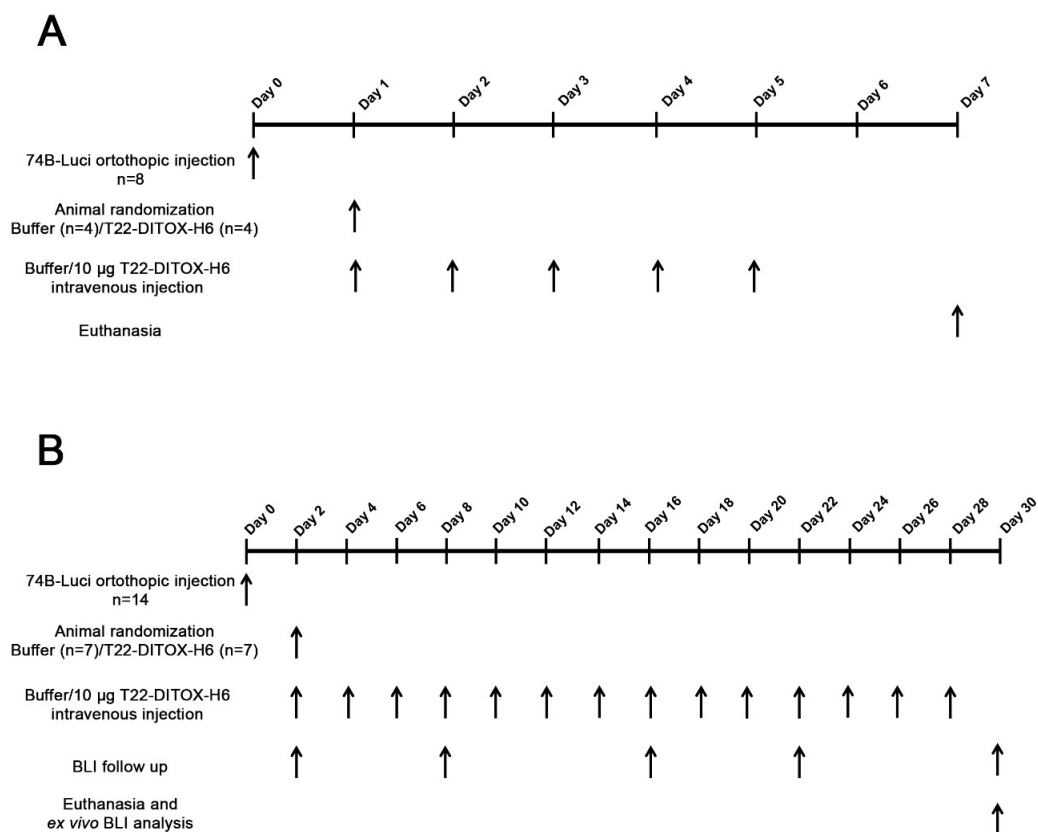 A
Day 0 Day 1 Day 2 Day 3 Day 4 Day 5 Day 6 Day 7
74B-Luci ortothopic injection
n=8
Animal randomization
Buffer (n=4)/T22-DITOX-H6 (n=4)
Buffer/10 µg T22-DITOX-H6
intravenous injection
Euthanasia
B
Day 0 Day 2 Day 4 Day 6 Day 8 Day 10 Day 12 Day 14 Day 16 Day 18 Day 20 Day 22 Day 24 Day 26 Day 28 Day 30
74B-Luci ortothopic injection
n=14
Animal randomization
Buffer (n=7)/T22-DITOX-H6 (n=7)
Buffer/10 µg T22-DITOX-H6
intravenous injection
BLI follow up
Euthanasia and
ex vivo BLI analysis